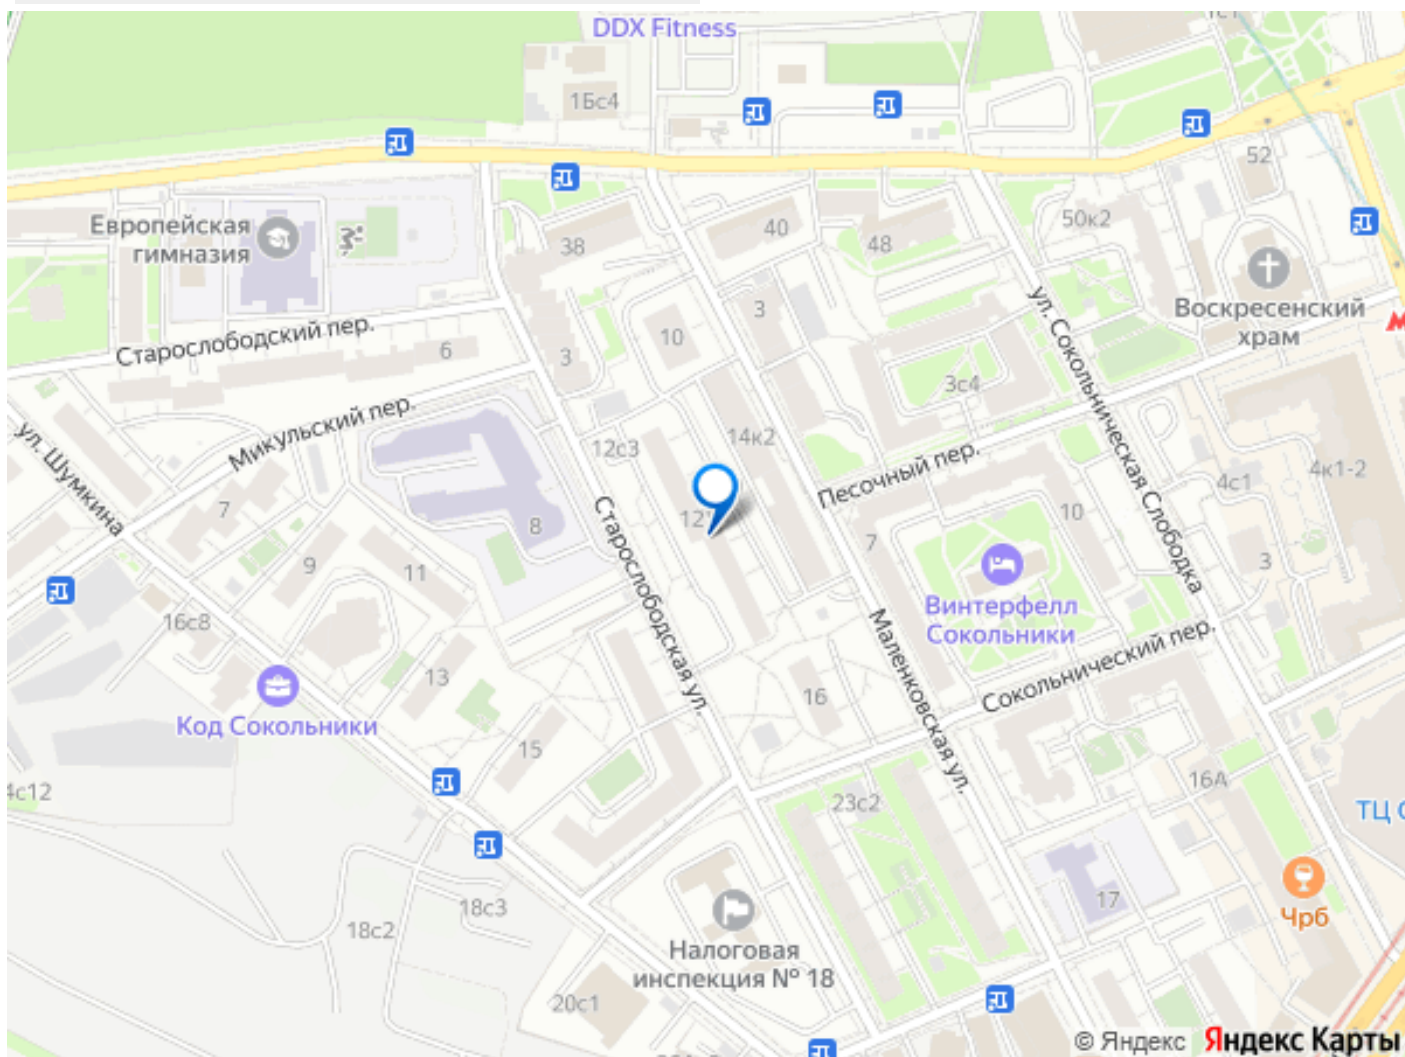 DDX Fitness
1с1
1Бс4
52
Европейская
гимназия
38
40
48
50к2
Воскресенский
храм
Старослободский пер.
6
3
10
3
3с4
ул. Сокольническая Слободка
Микульский пер.
ул. Шумкина
12с3
14к2
Песочный пер.
4с1
4к1-2
7
8
12
10
3
9
11
7
Старослободская ул.
Винтерфелл
Сокольники
16с8
13
Код Сокольники
16
Маленковская ул.
Сокольнический пер.
15
4с12
23с2
16А
ТЦ С
18с3
18с2
17
Чрб
Налоговая
инспекция № 18
20с1
© Яндекс Яндекс Карты